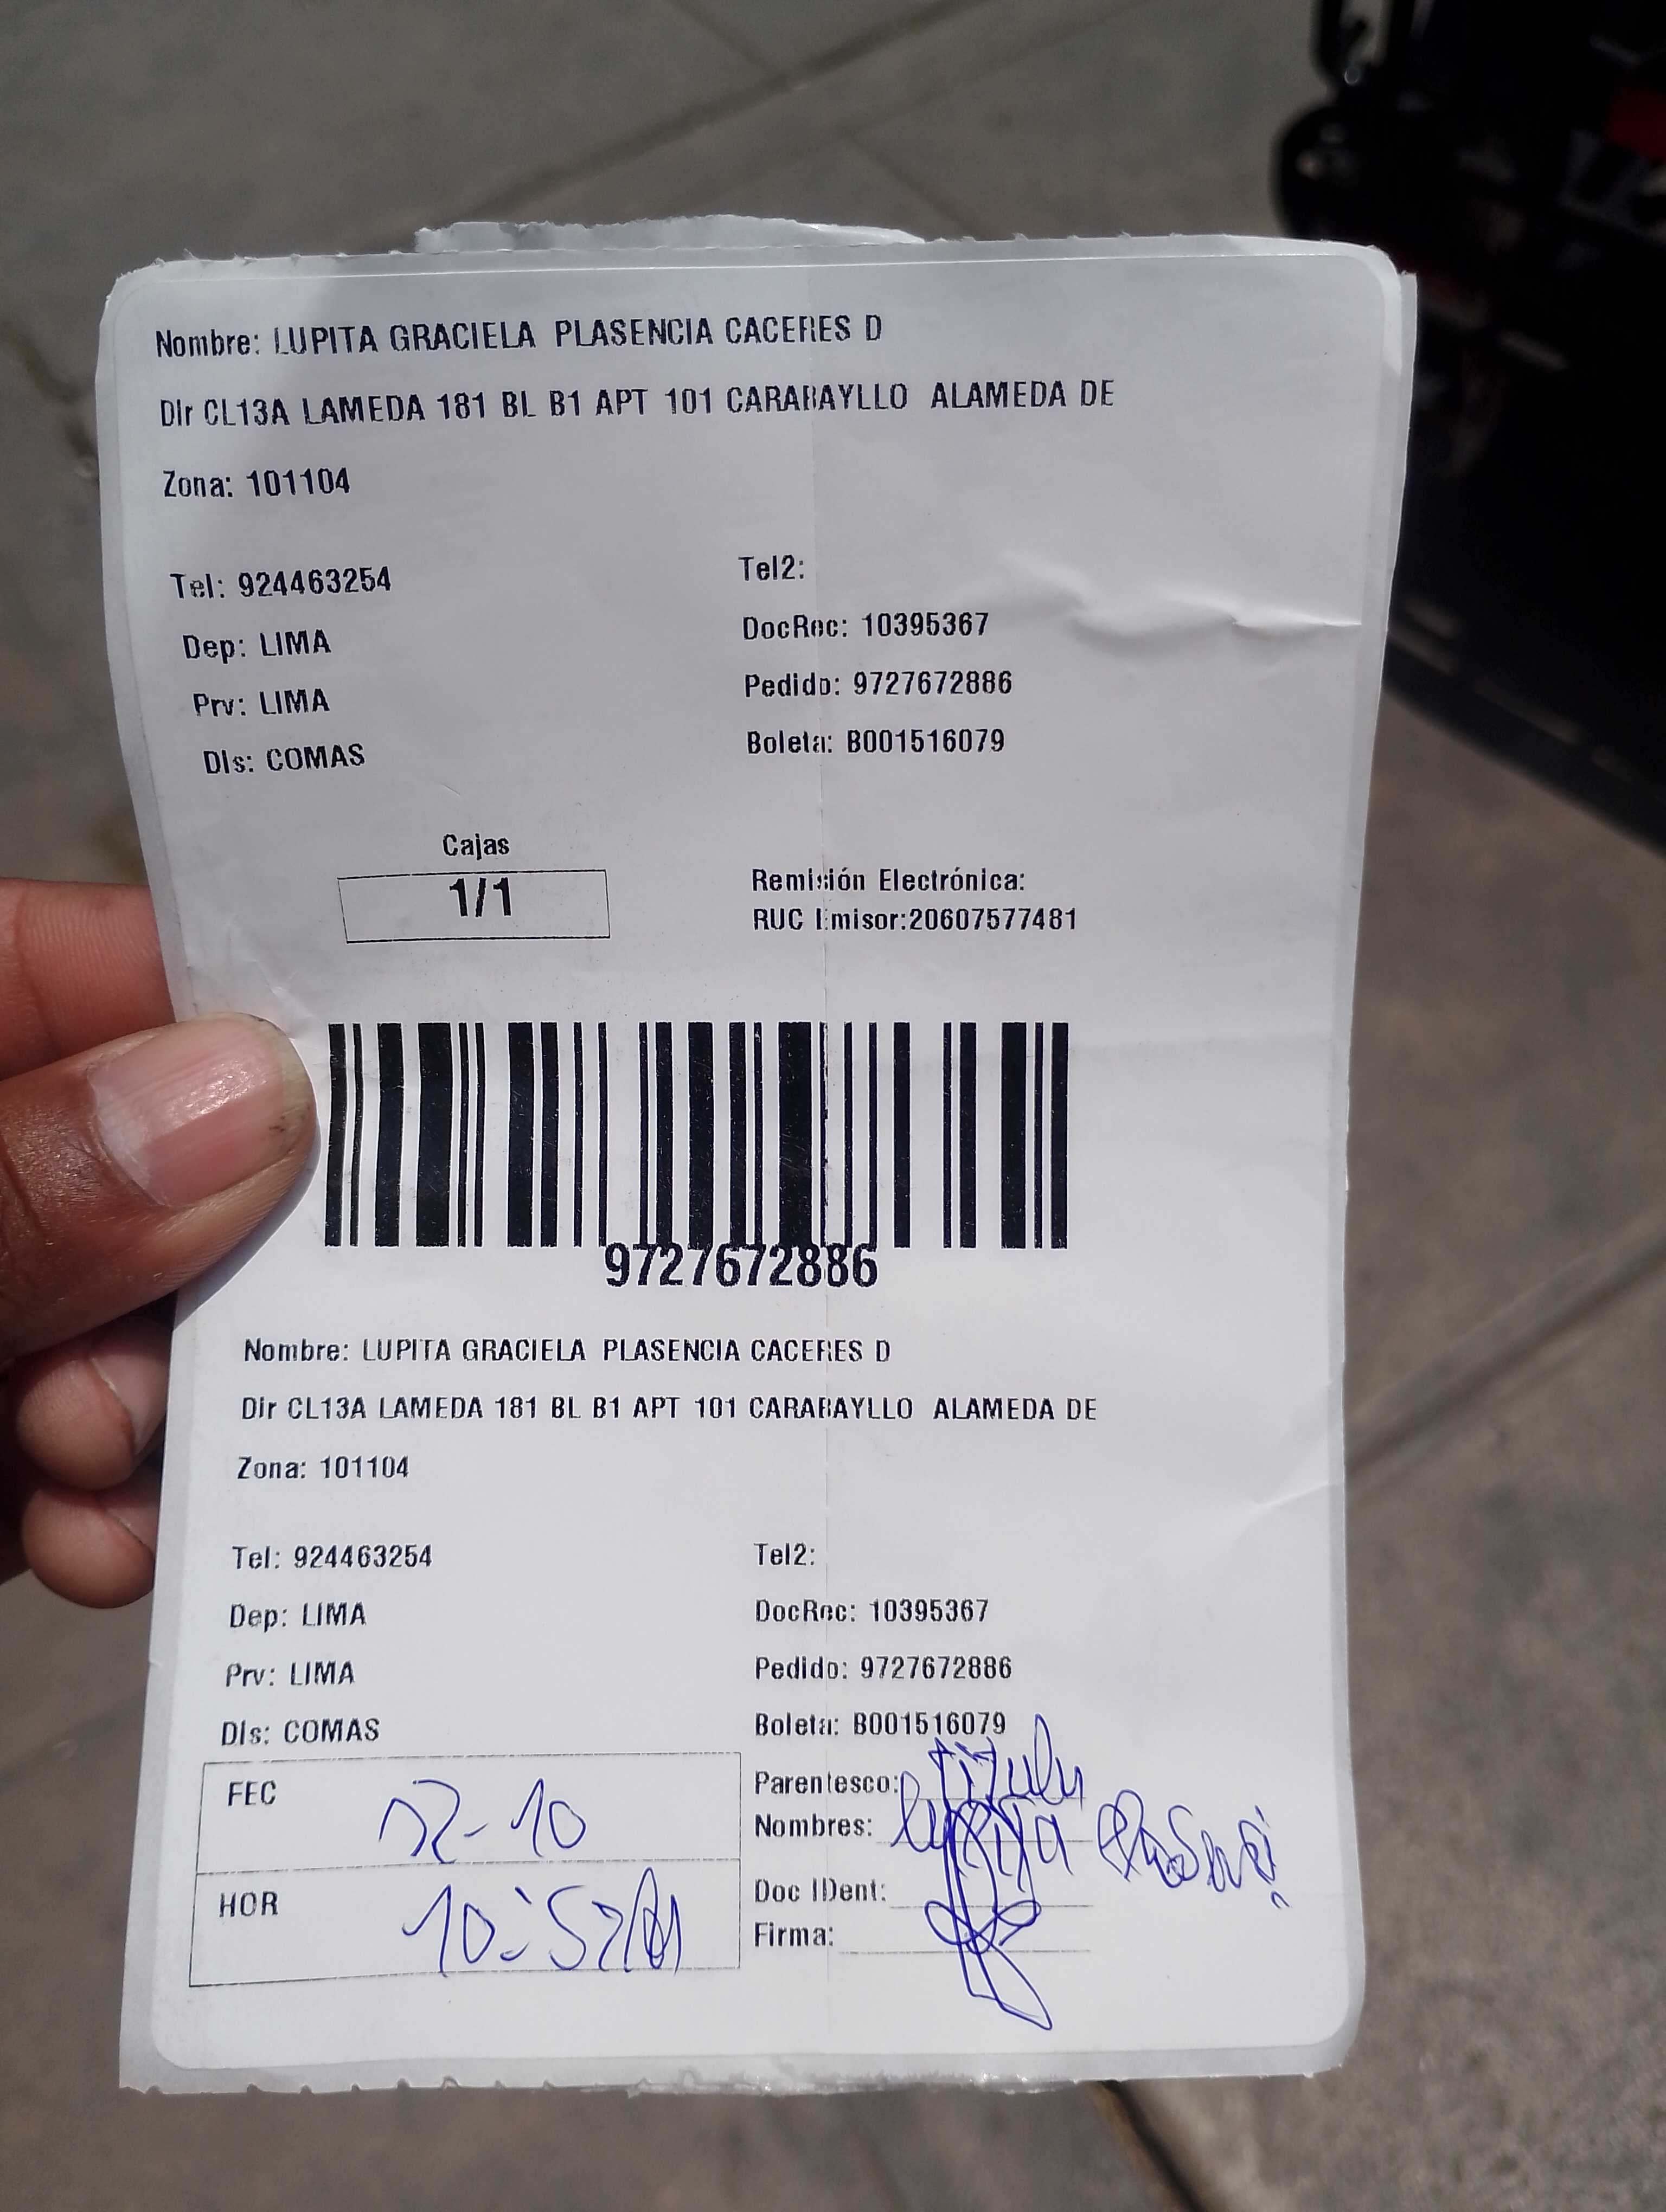 Nombre: LUPITA GRACIELA PLASENCIA CACERES D
Dir CL13A LAMEDA 181 BL B1 APT 101 CARABAYLLO ALAMEDA DE
Zona: 101104
Tel: 924463254
Tel2:
Dep: LIMA
DocRec: 10395367
Prv: LIMA
Pedido: 9727672886
Dis: COMAS
Boleta: B001516079
Cajas
1/1
Remisión Electrónica:
RUC Emisor:20607577481
9727672886
Nombre: LUPITA GRACIELA PLASENCIA CACERES D
Dir CL13A LAMEDA 181 BL B1 APT 101 CARABAYLLO ALAMEDA DE
Zona: 101104
Tel: 924463254
Tel2:
Dep: LIMA
DocRec: 10395367
Prv: LIMA
Pedido: 9727672886
Dis: COMAS
Boleta: B001516079
FEC
Parentesco:
Nombres: Lupita
HOR
Doc IDent:
Firma: